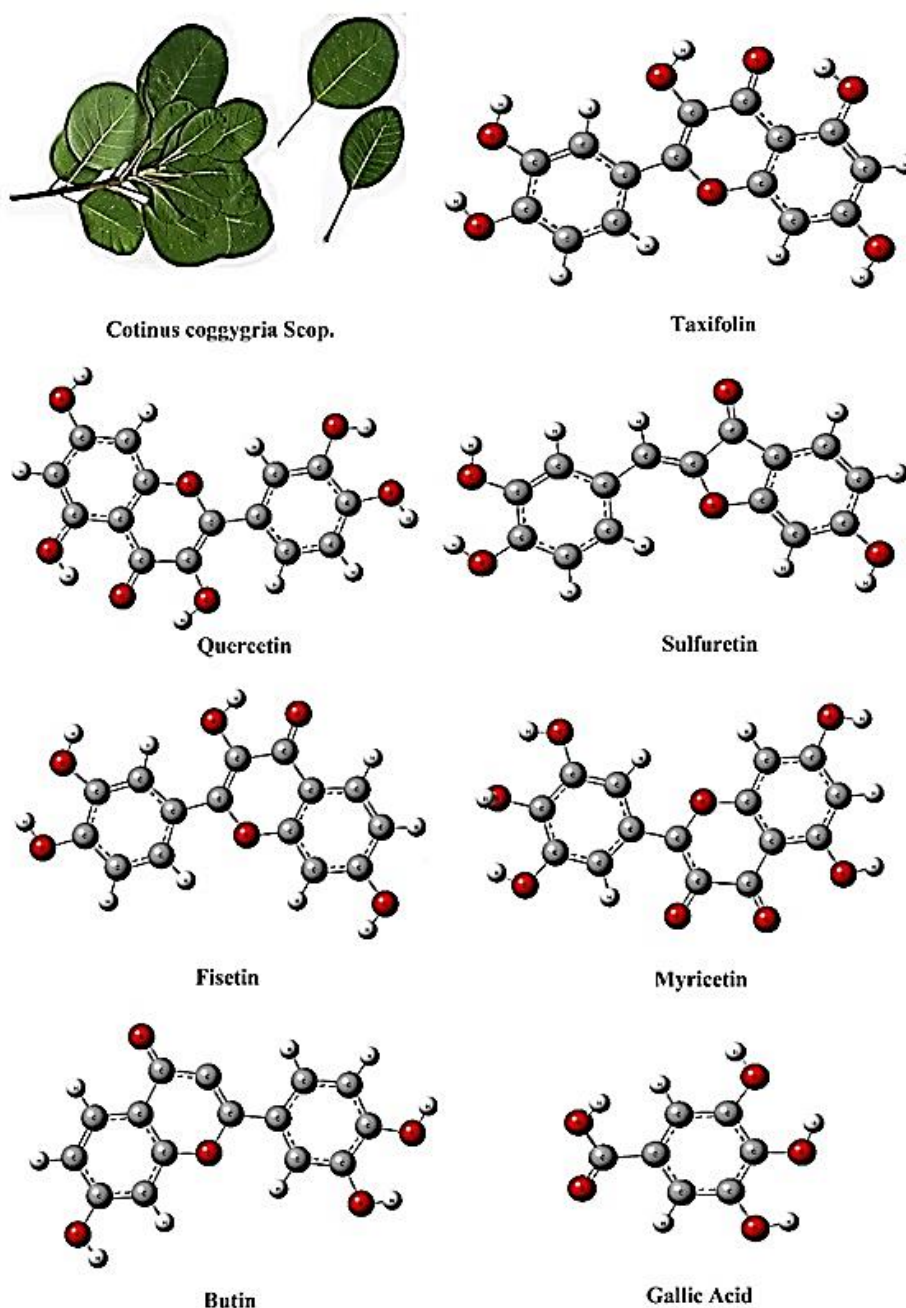 Cotinus coggygria Scop.
Taxifolin
Quercetin
Sulfuretin
Fisetin
Myricetin
Butin
Gallic Acid